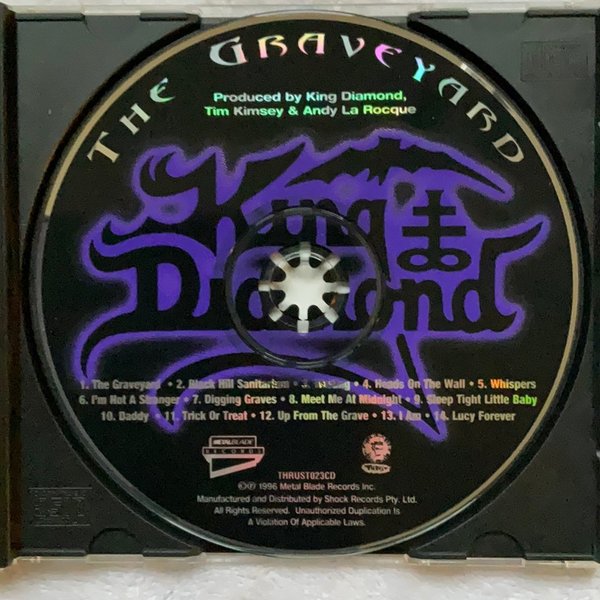 THE GRAVEYARD
Produced by King Diamond,
Tim Kimsey & Andy La Rocque
King
Diamond
1. The Graveyard • 2. Black Hill Sanitarium • 3. Waiting • 4. Heads On The Wall • 5. Whispers
6. I'm Not A Stranger • 7. Digging Graves • 8. Meet Me At Midnight • 9. Sleep Tight Little Baby
10. Daddy • 11. Trick or Treat • 12. Up From The Grave • 13. I Am • 14. Lucy Forever
METAL BLADE
RECORDS
THRUST023CD
©℗ 1996 Metal Blade Records Inc.
Manufactured and Distributed by Shock Records Pty. Ltd.
All Rights Reserved. Unauthorized Duplication Is
A Violation Of Applicable Laws.